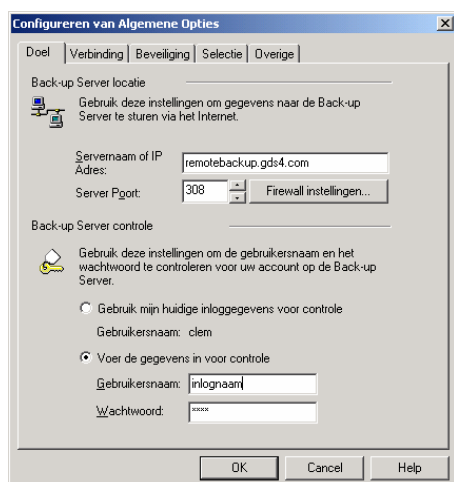 Configureren van Algemene Opties
Doel Verbinding Beveiliging Selectie Overige
Back-up Server locatie
Gebruik deze instellingen om gegevens naar de Back-up
Server te sturen via het Internet.
Servernaam of IP
Adres: remotebackup.gds4.com
Server Poort: 308 Firewall instellingen...
Back-up Server controle
Gebruik deze instellingen om de gebruikersnaam en het
wachtwoord te controleren voor uw account op de Back-up
Server.
Gebruik mijn huidige inloggegevens voor controle
Gebruikersnaam: clem
Voer de gegevens in voor controle
Gebruikersnaam: inlognaam
Wachtwoord: ××××
OK Cancel Help